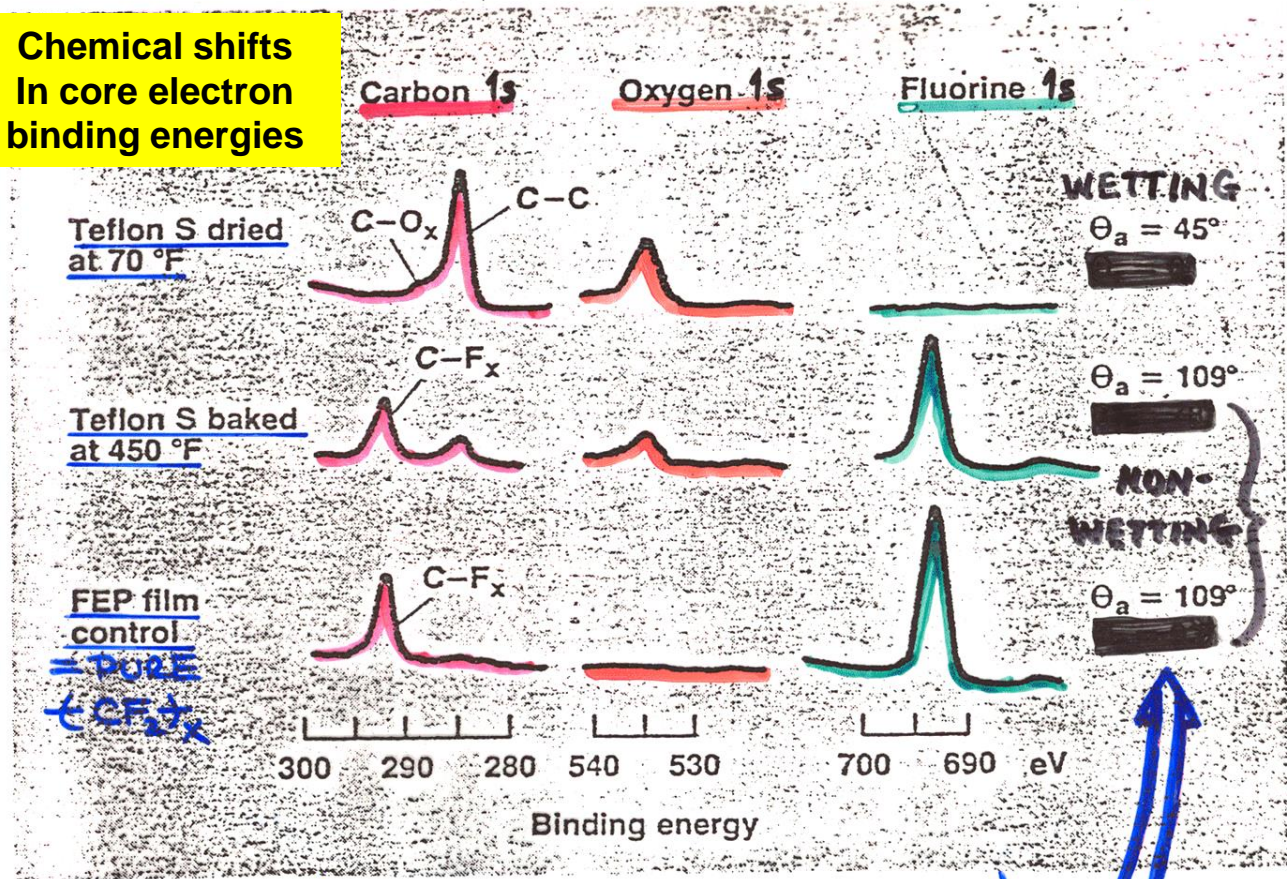 Chemical shifts
In core electron
binding energies
Carbon 1s
Oxygen 1s
Fluorine 1s
Teflon S dried
at 70 °F
C–Oₓ
C–C
WETTING
Θₐ = 45°
Teflon S baked
at 450 °F
C–Fₓ
Θₐ = 109°
NON-
WETTING
FEP film
control
= PURE
(CF₂)ₓ
C–Fₓ
Θₐ = 109°
300 290 280 540 530 700 690 eV
Binding energy